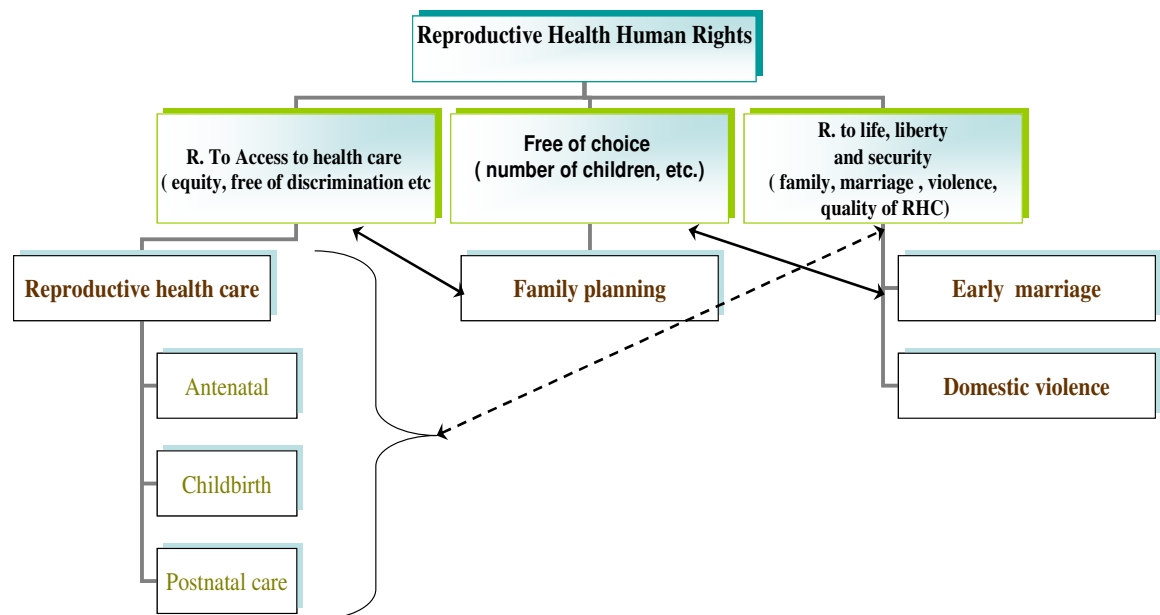 Reproductive Health Human Rights
R. To Access to health care
( equity, free of discrimination etc
Free of choice
( number of children, etc.)
R. to life, liberty
and security
( family, marriage , violence,
quality of RHC)
Reproductive health care
Family planning
Early marriage
Antenatal
Domestic violence
Childbirth
Postnatal care